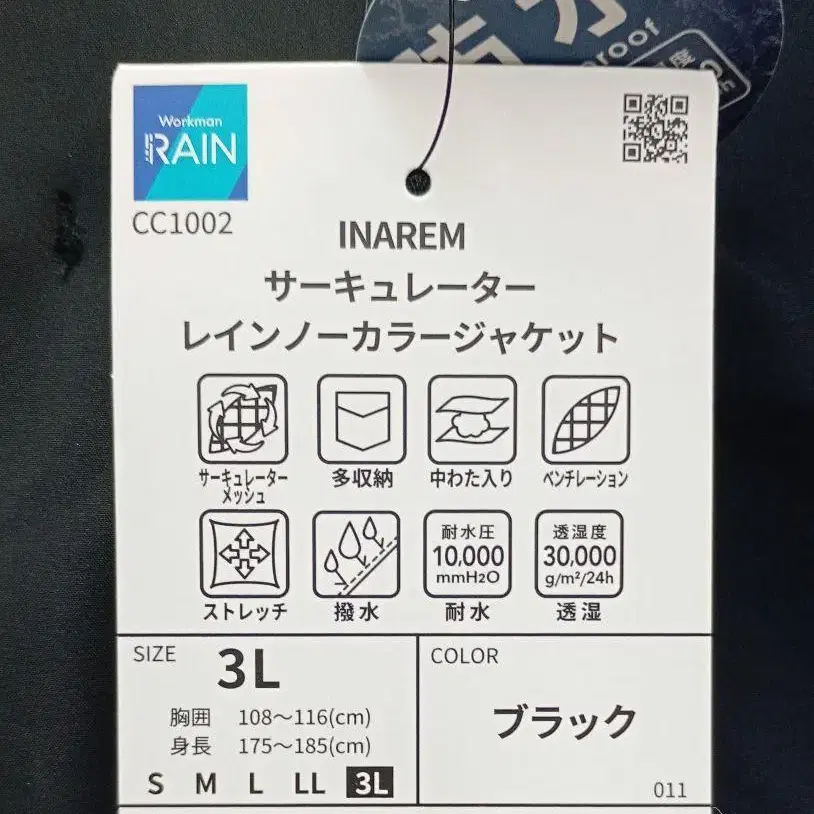 Workman
RAIN
CC1002
INAREM
サーキュレーター
レインノーカラージャケット
サーキュレーター
メッシュ
多収納
中わた入り
ベンチレーション
ストレッチ
撥水
耐水圧
10,000
mmH2O
耐水
透湿度
30,000
g/m²/24h
透湿
SIZE
3L
胸囲 108～116(cm)
身長 175～185(cm)
S M L LL 3L
COLOR
ブラック
011